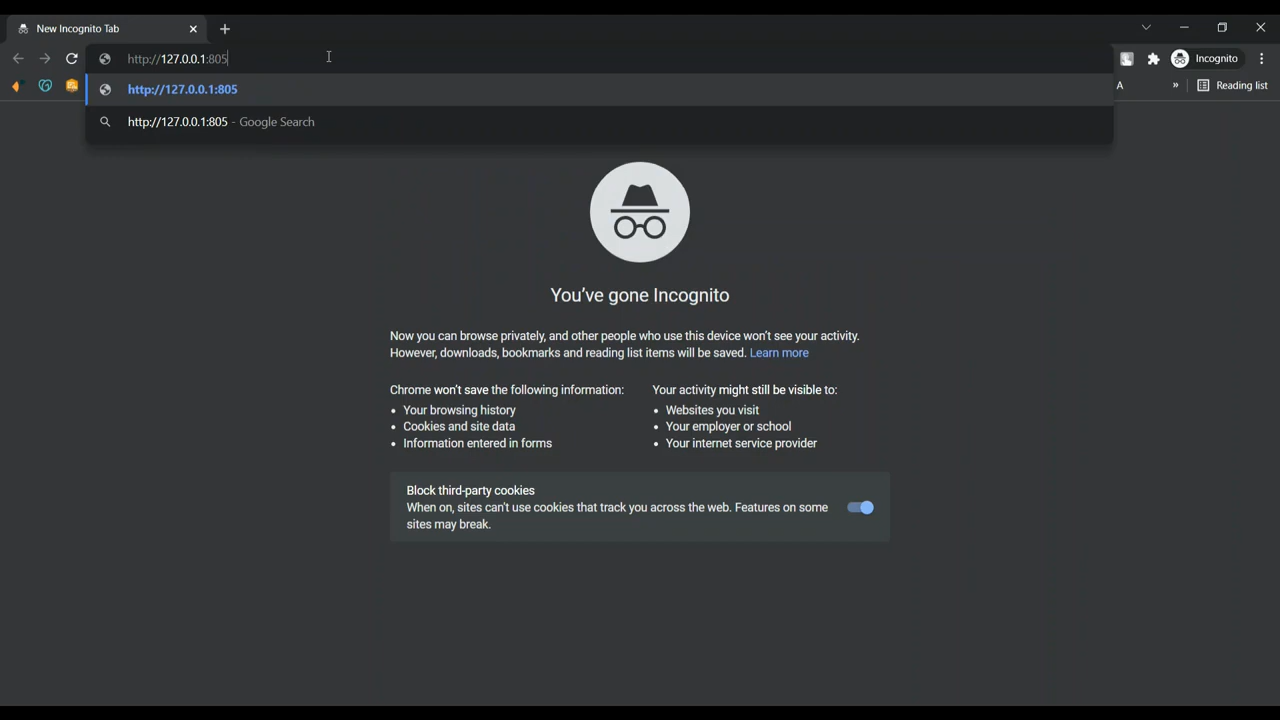 New Incognito Tab
http://127.0.0.1:805
Incognito
http://127.0.0.1:805
A
»
Reading list
http://127.0.0.1:805 - Google Search
You've gone Incognito
Now you can browse privately, and other people who use this device won't see your activity.
However, downloads, bookmarks and reading list items will be saved. Learn more
Chrome won't save the following information:
• Your browsing history
• Cookies and site data
• Information entered in forms
Your activity might still be visible to:
• Websites you visit
• Your employer or school
• Your internet service provider
Block third-party cookies
When on, sites can't use cookies that track you across the web. Features on some
sites may break.